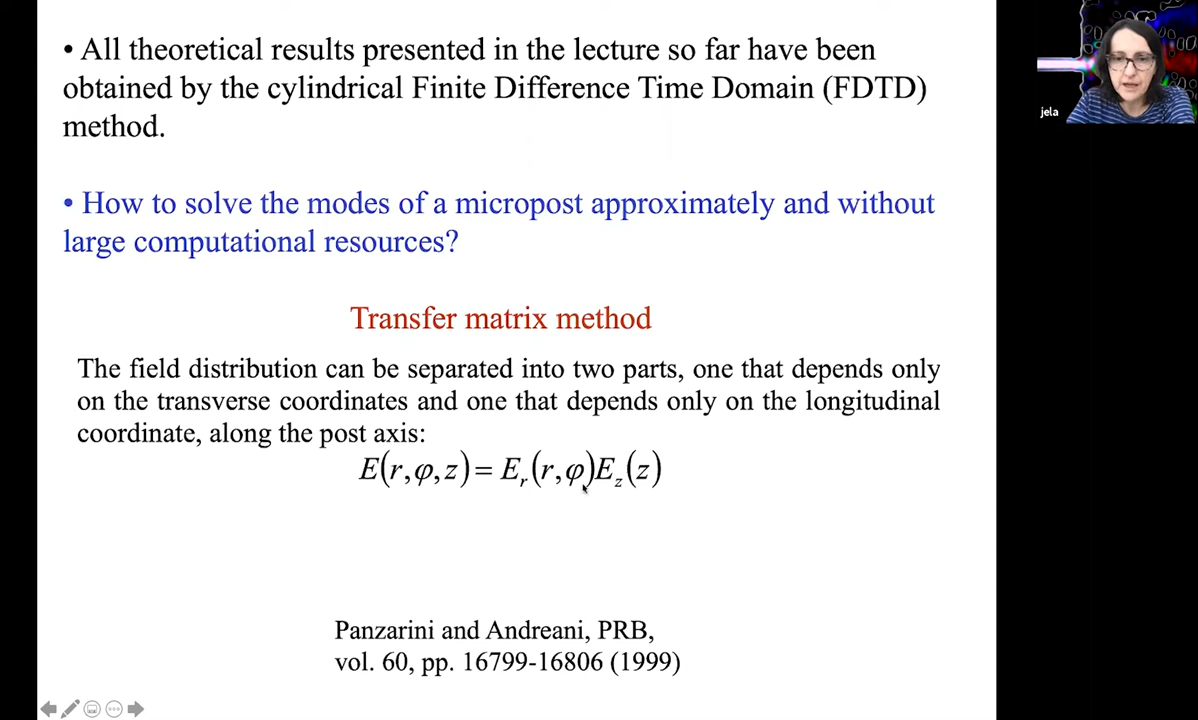 • All theoretical results presented in the lecture so far have been
obtained by the cylindrical Finite Difference Time Domain (FDTD)
method.
• How to solve the modes of a micropost approximately and without
large computational resources?
Transfer matrix method
The field distribution can be separated into two parts, one that depends only
on the transverse coordinates and one that depends only on the longitudinal
coordinate, along the post axis:
E(r,φ,z)= E_r(r,φ)E_z(z)
Panzarini and Andreani, PRB,
vol. 60, pp. 16799-16806 (1999)
jela